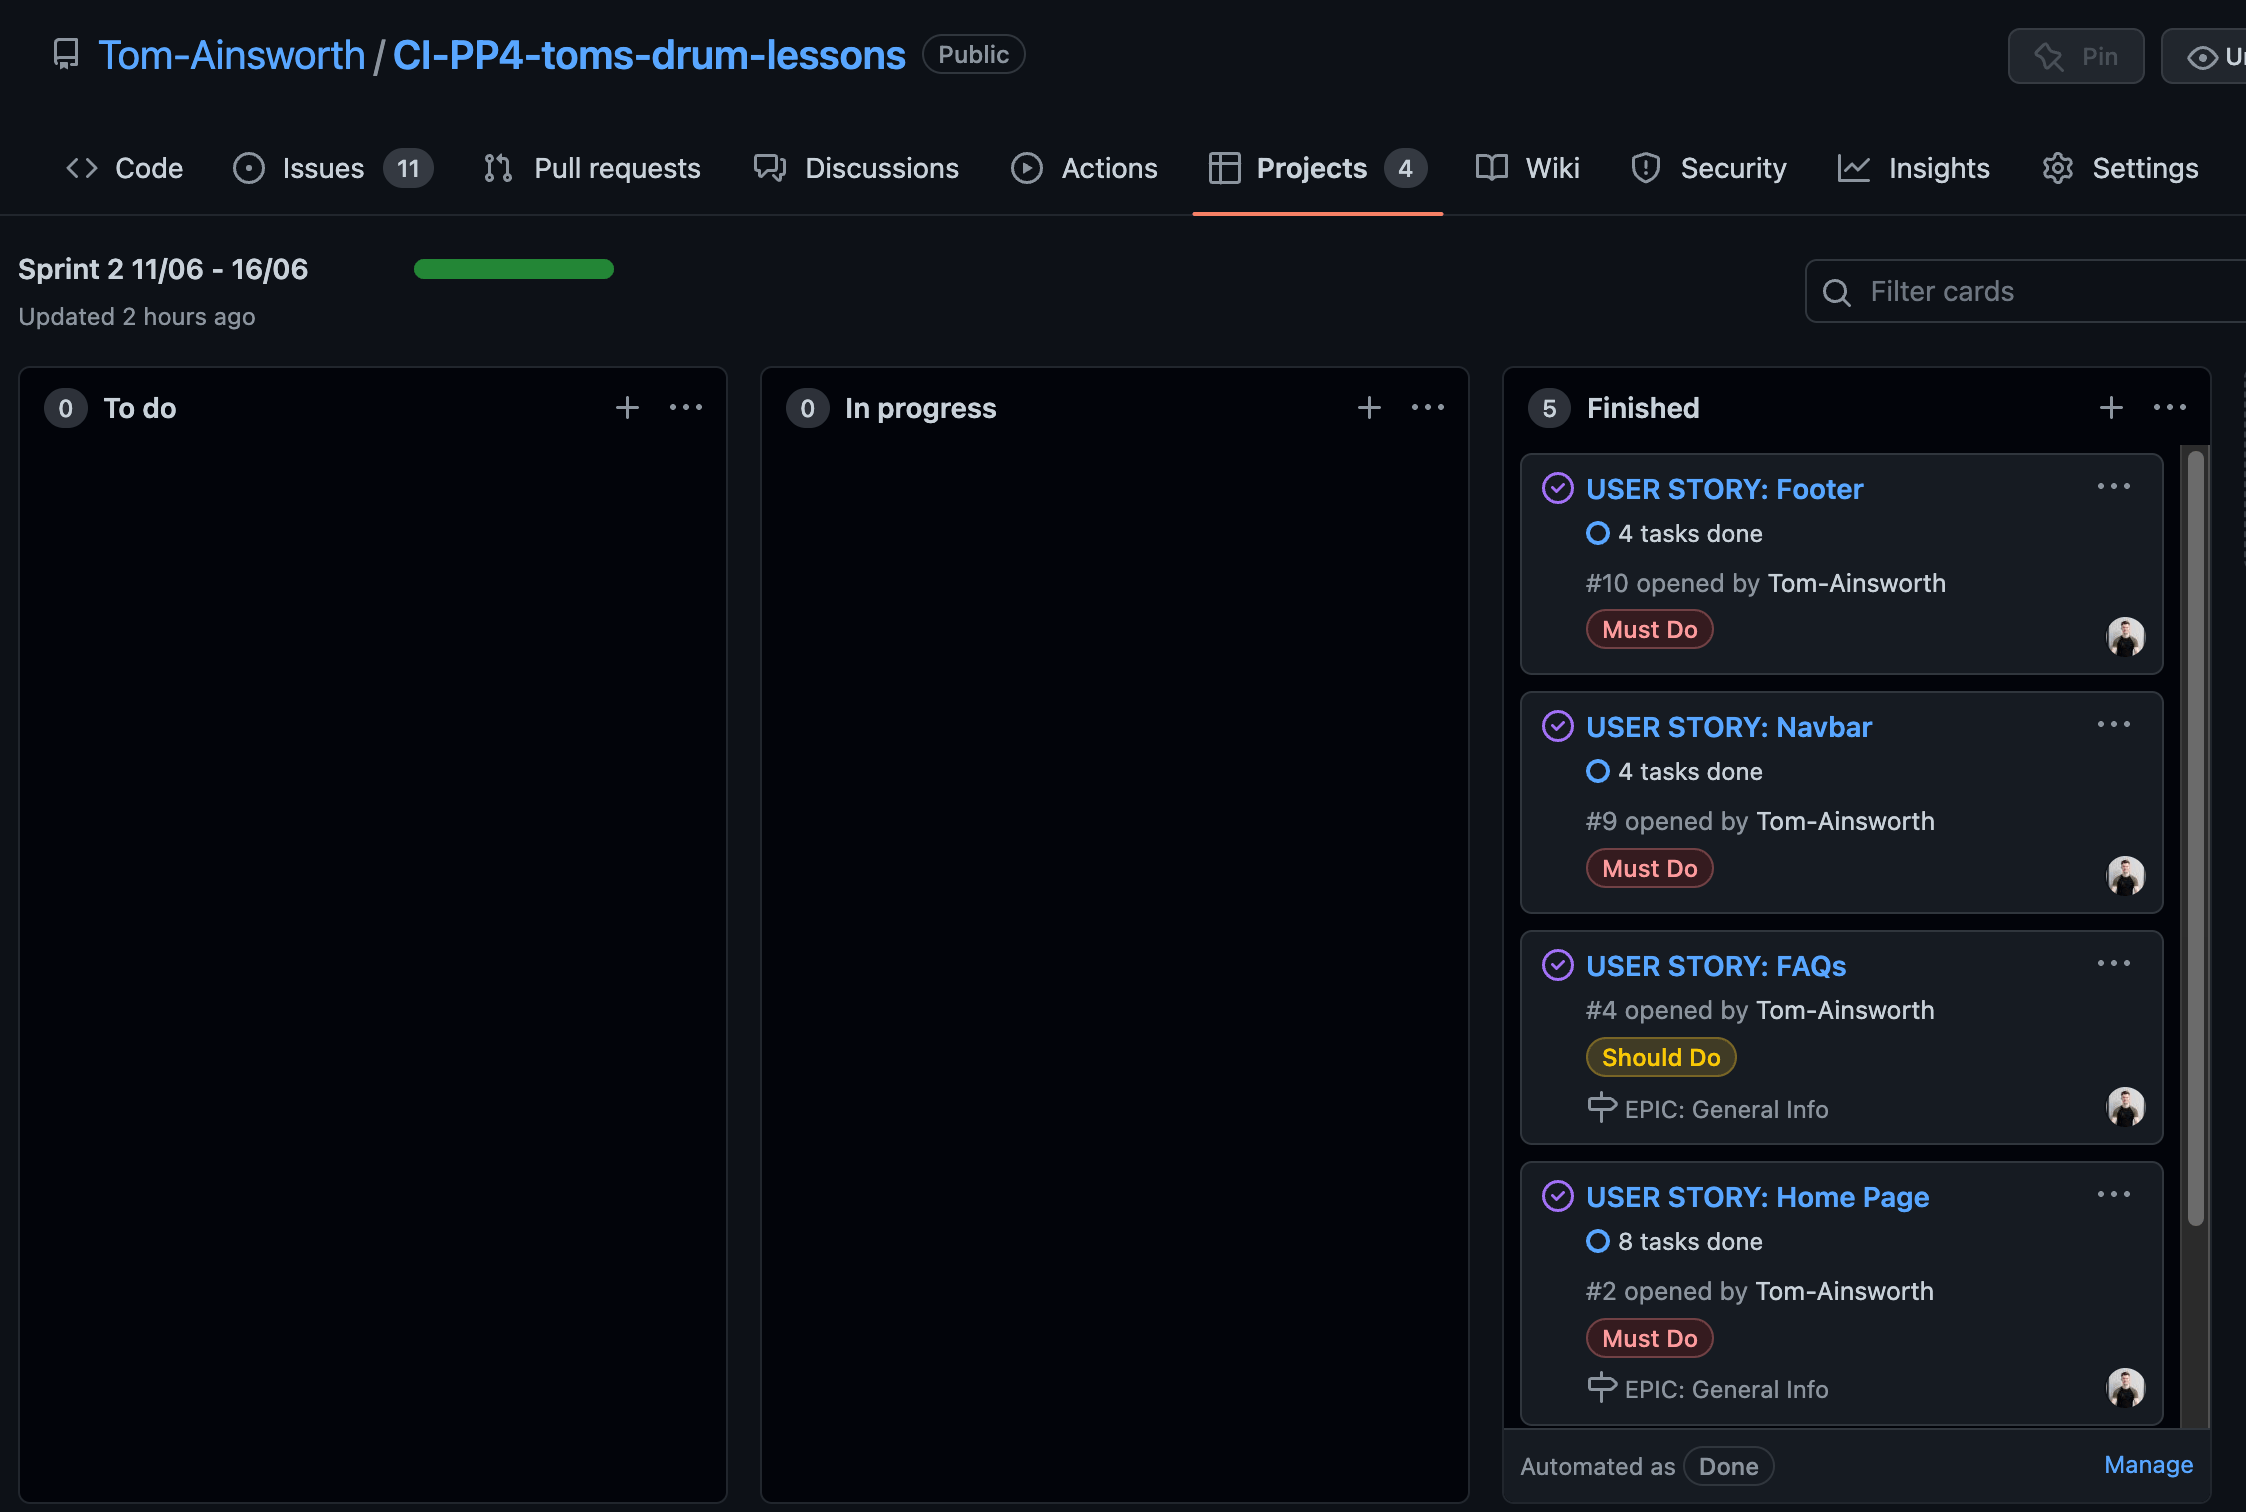 Tom-Ainsworth / CI-PP4-toms-drum-lessons Public
Pin
Code Issues 11 Pull requests Discussions Actions Projects 4 Wiki Security Insights Settings
Sprint 2 11/06 - 16/06
Updated 2 hours ago
Filter cards
0 To do
0 In progress
5 Finished
USER STORY: Footer
4 tasks done
#10 opened by Tom-Ainsworth
Must Do
USER STORY: Navbar
4 tasks done
#9 opened by Tom-Ainsworth
Must Do
USER STORY: FAQs
#4 opened by Tom-Ainsworth
Should Do
EPIC: General Info
USER STORY: Home Page
8 tasks done
#2 opened by Tom-Ainsworth
Must Do
EPIC: General Info
Automated as Done Manage